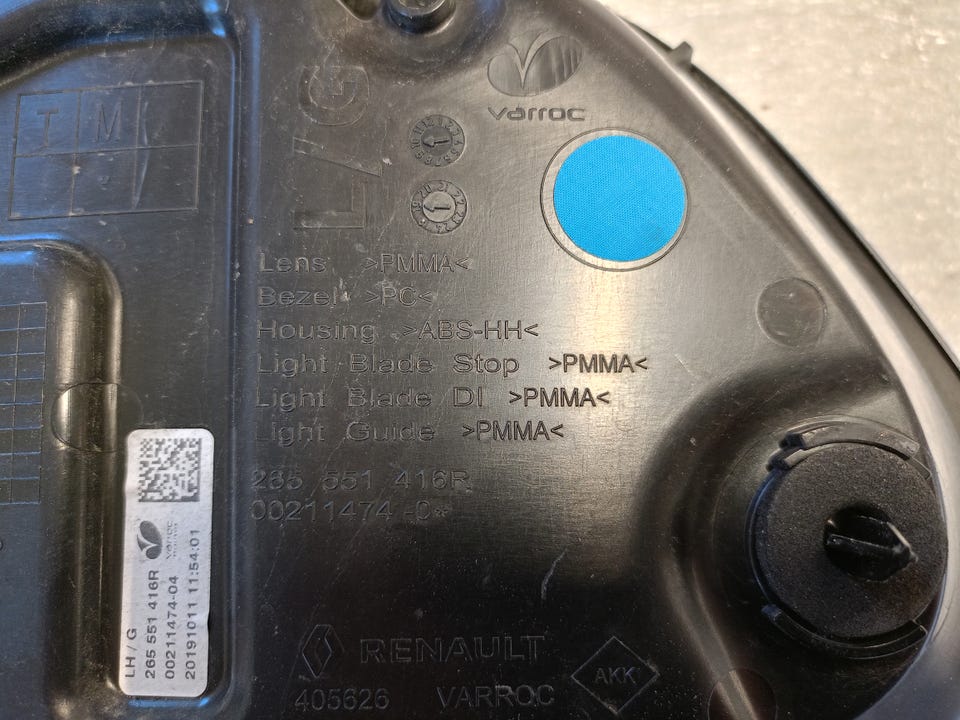 L/G
T M
varroc
Lens >PMMA<
Bezel >PC<
Housing >ABS-HH<
Light Blade Stop >PMMA<
Light Blade DI >PMMA<
Light Guide >PMMA<
265 551 416R
00211474 -0*
varroc
LH / G
265 551 416R
00211474-04
20191011 11:54:01
RENAULT
405626 VARROC
AKK